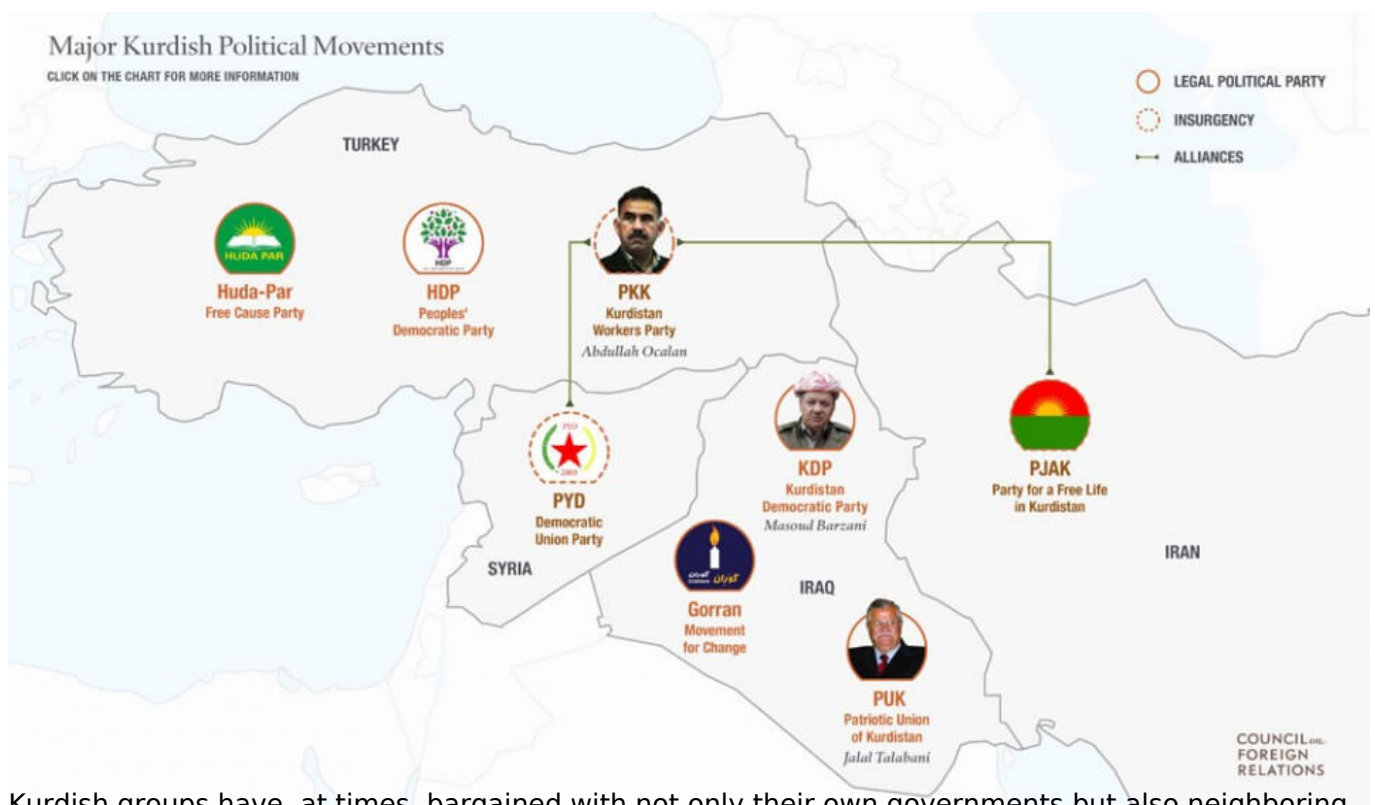 Major Kurdish Political Movements
CLICK ON THE CHART FOR MORE INFORMATION
LEGAL POLITICAL PARTY
INSURGENCY
ALLIANCES
TURKEY
HUDA PAR
Huda-Par
Free Cause Party
HDP
HDP
Peoples'
Democratic Party
PKK
Kurdistan
Workers Party
Abdullah Ocalan
PYD
2003
PYD
Democratic
Union Party
SYRIA
KDP
Kurdistan
Democratic Party
Masoud Barzani
گۆڕان
Gorran
Movement
for Change
IRAQ
PUK
Patriotic Union
of Kurdistan
Jalal Talabani
PJAK
Party for a Free Life
in Kurdistan
IRAN
COUNCIL on
FOREIGN
RELATIONS
Kurdish groups have, at times, bargained with not only their own governments but also neighboring